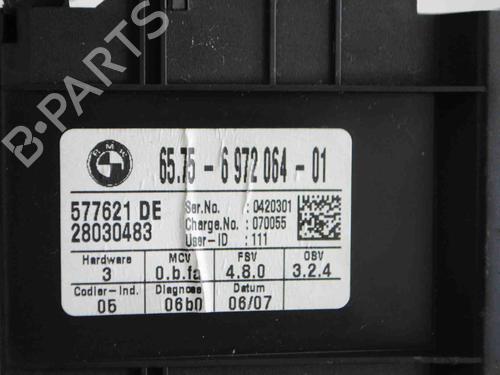 B-PARTS
BMW
65.75 - 6 972 064 - 01
577621 DE
28030483
Ser.No. : 0420301
Charge.No. : 070055
User-ID : 111
Hardware MCV FSV OBV
3 0.b.fa 4.8.0 3.2.4
Codier-Ind. Diagnose Datum
05 06b0 06/07